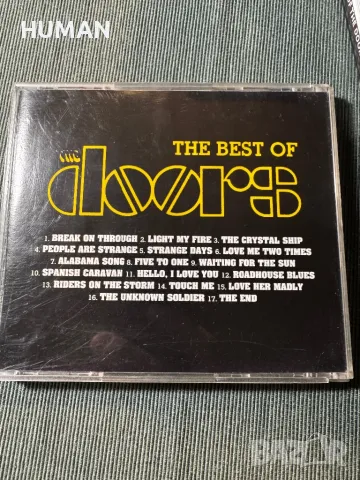 HUMAN
THE BEST OF
THE
doors
1. BREAK ON THROUGH 2. LIGHT MY FIRE 3. THE CRYSTAL SHIP
4. PEOPLE ARE STRANGE 5. STRANGE DAYS 6. LOVE ME TWO TIMES
7. ALABAMA SONG 8. FIVE TO ONE 9. WAITING FOR THE SUN
10. SPANISH CARAVAN 11. HELLO, I LOVE YOU 12. ROADHOUSE BLUES
13. RIDERS ON THE STORM 14. TOUCH ME 15. LOVE HER MADLY
16. THE UNKNOWN SOLDIER 17. THE END
BAZAR